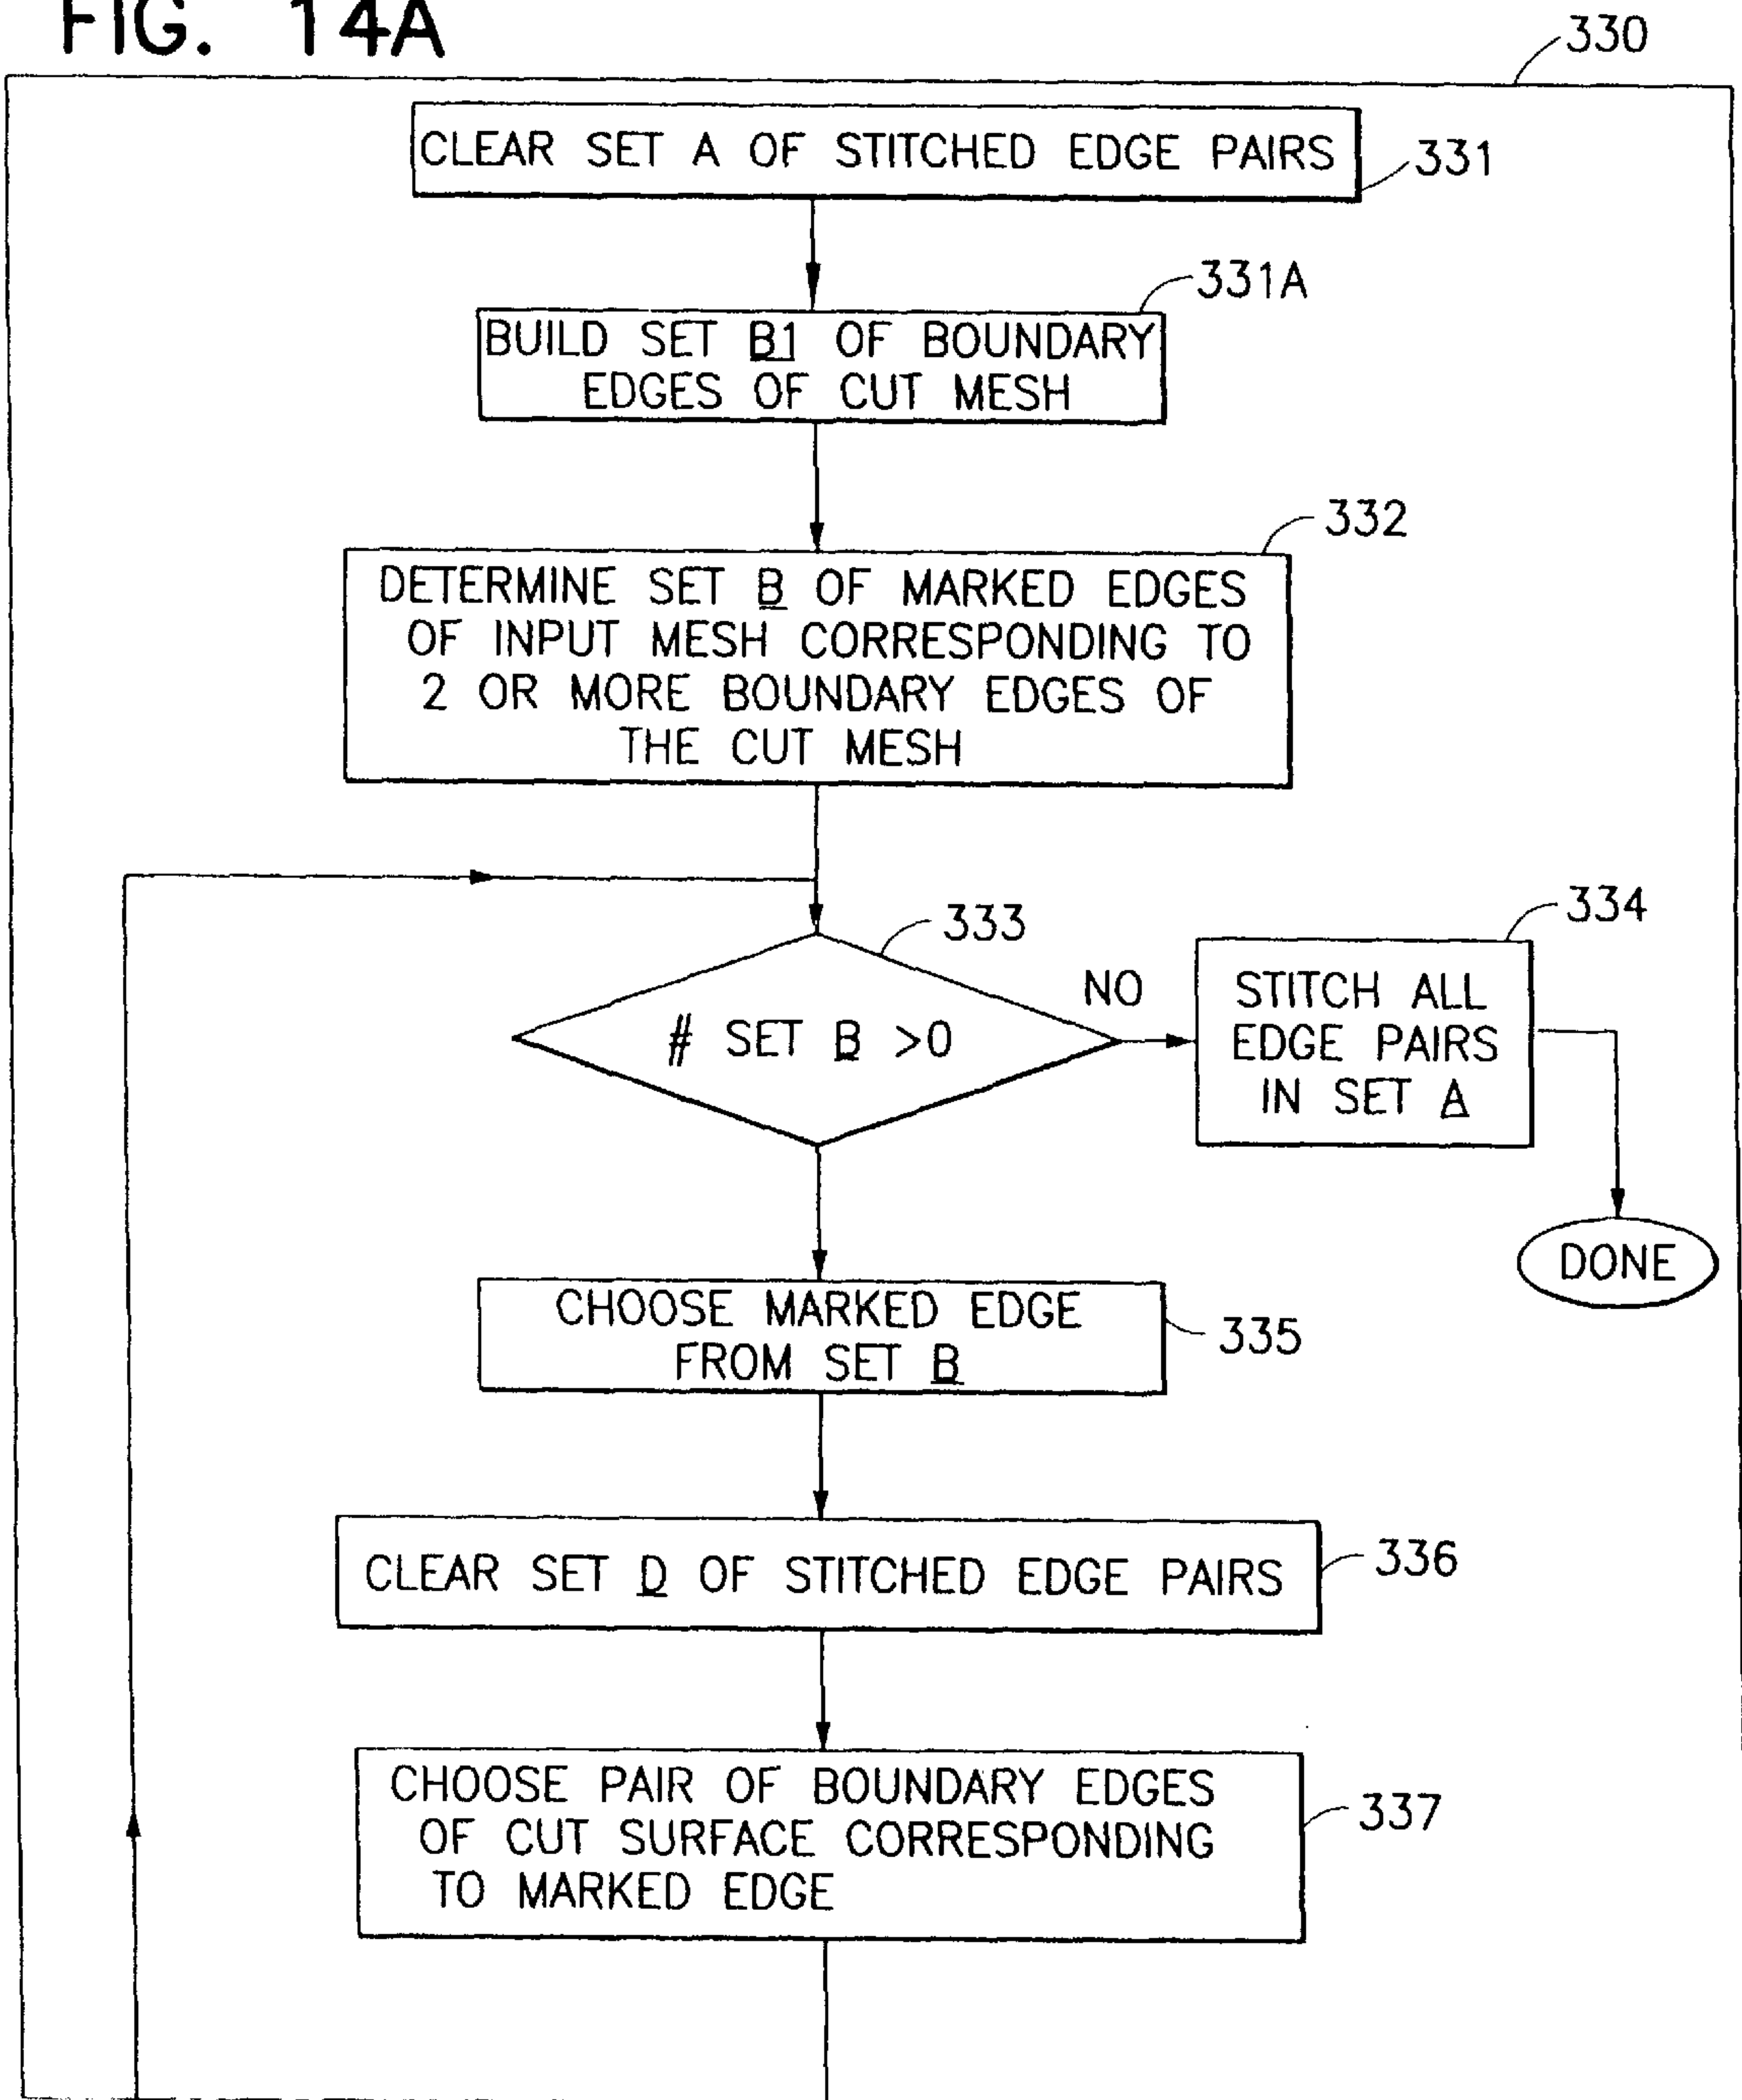 FIG. 14A
330
CLEAR SET A OF STITCHED EDGE PAIRS
331
331A
BUILD SET B1 OF BOUNDARY
EDGES OF CUT MESH
332
DETERMINE SET B OF MARKED EDGES
OF INPUT MESH CORRESPONDING TO
2 OR MORE BOUNDARY EDGES OF
THE CUT MESH
333
# SET B >0
NO
334
STITCH ALL
EDGE PAIRS
IN SET A
DONE
CHOOSE MARKED EDGE
FROM SET B
335
CLEAR SET D OF STITCHED EDGE PAIRS
336
CHOOSE PAIR OF BOUNDARY EDGES
OF CUT SURFACE CORRESPONDING
TO MARKED EDGE
337